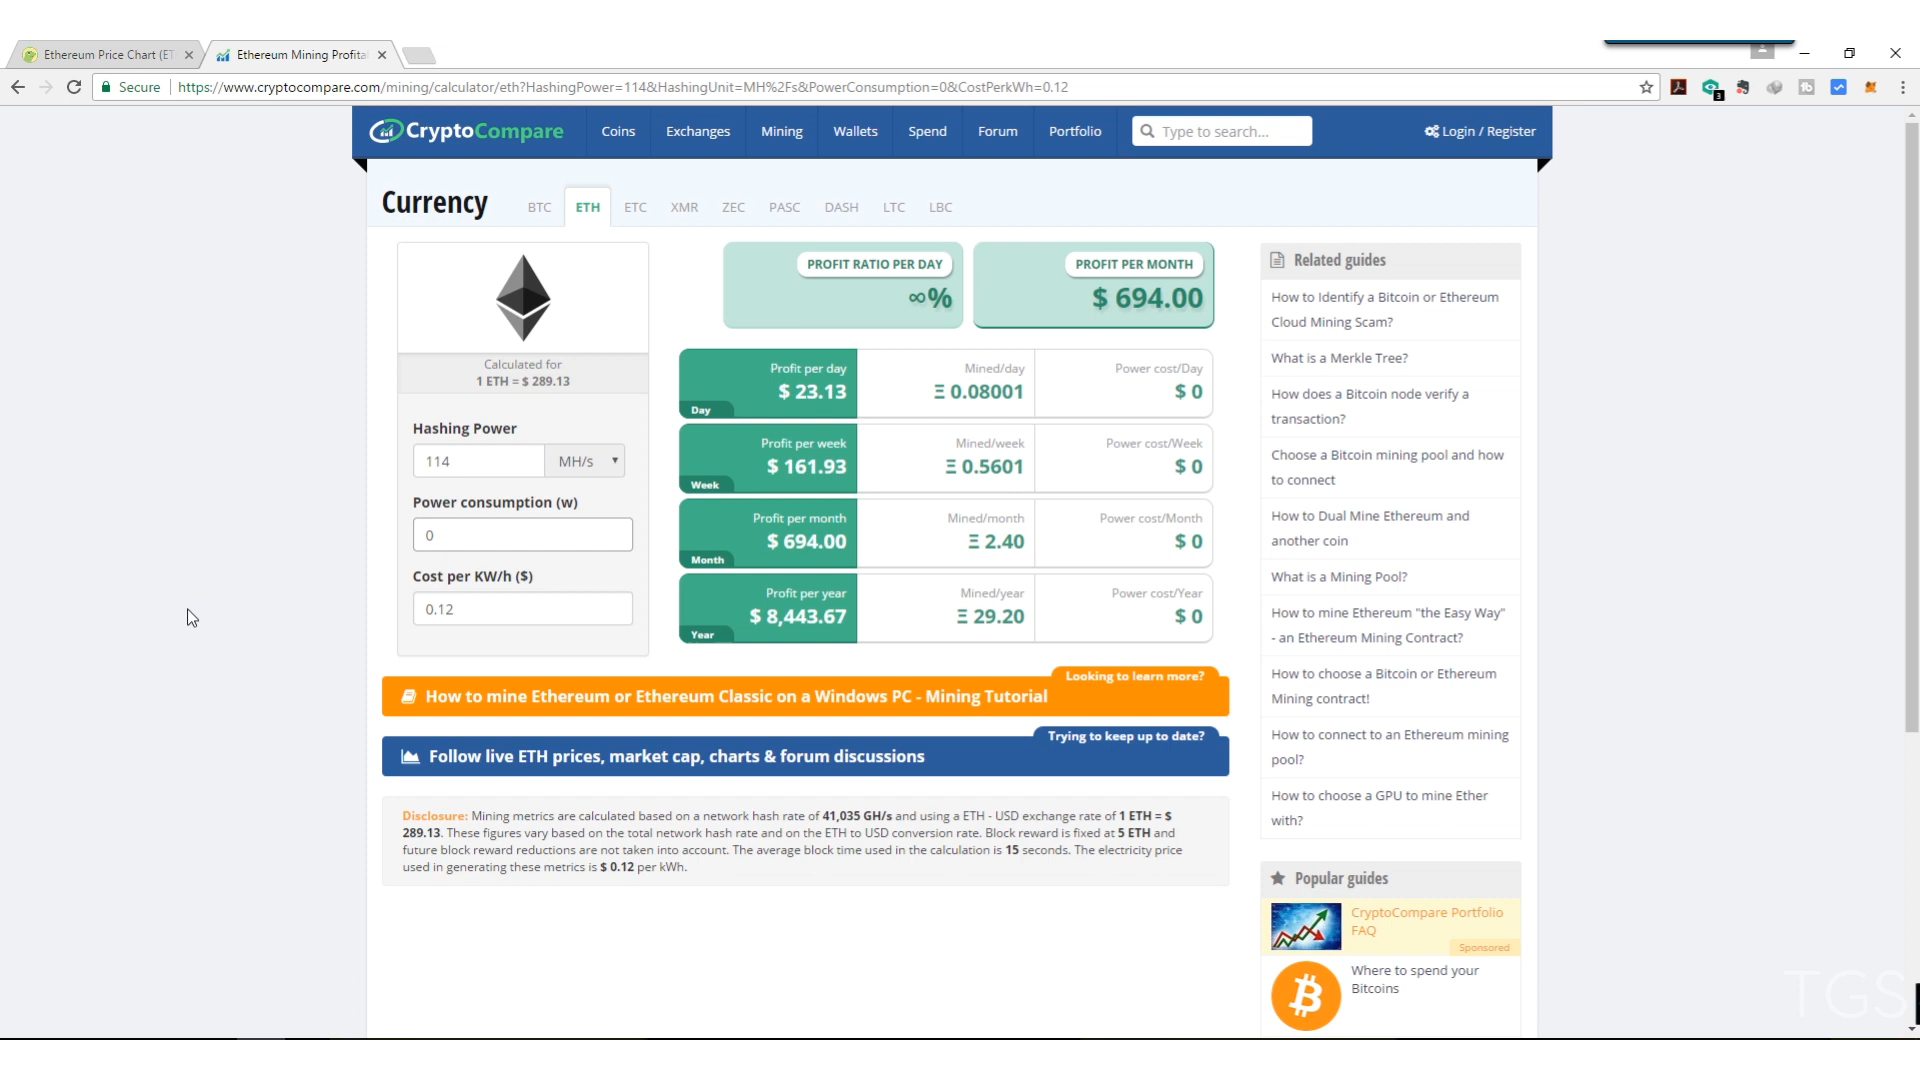 Ethereum Price Chart (ET
Ethereum Mining Profita
Secure
https://www.cryptocompare.com/mining/calculator/eth?HashingPower=114&HashingUnit=MH%2Fs&PowerConsumption=0&CostPerkWh=0.12
3
CryptoCompare
Coins
Exchanges
Mining
Wallets
Spend
Forum
Portfolio
Type to search...
Login / Register
Currency
BTC
ETH
ETC
XMR
ZEC
PASC
DASH
LTC
LBC
Calculated for
1 ETH = $ 289.13
Hashing Power
114
MH/s
Power consumption (w)
0
Cost per KW/h ($)
0.12
PROFIT RATIO PER DAY
∞%
PROFIT PER MONTH
$ 694.00
Profit per day
$ 23.13
Day
Mined/day
Ξ 0.08001
Power cost/Day
$ 0
Profit per week
$ 161.93
Week
Mined/week
Ξ 0.5601
Power cost/Week
$ 0
Profit per month
$ 694.00
Month
Mined/month
Ξ 2.40
Power cost/Month
$ 0
Profit per year
$ 8,443.67
Year
Mined/year
Ξ 29.20
Power cost/Year
$ 0
Looking to learn more?
How to mine Ethereum or Ethereum Classic on a Windows PC - Mining Tutorial
Trying to keep up to date?
Follow live ETH prices, market cap, charts & forum discussions
Disclosure: Mining metrics are calculated based on a network hash rate of 41,035 GH/s and using a ETH - USD exchange rate of 1 ETH = $
289.13. These figures vary based on the total network hash rate and on the ETH to USD conversion rate. Block reward is fixed at 5 ETH and
future block reward reductions are not taken into account. The average block time used in the calculation is 15 seconds. The electricity price
used in generating these metrics is $ 0.12 per kWh.
Related guides
How to Identify a Bitcoin or Ethereum
Cloud Mining Scam?
What is a Merkle Tree?
How does a Bitcoin node verify a
transaction?
Choose a Bitcoin mining pool and how
to connect
How to Dual Mine Ethereum and
another coin
What is a Mining Pool?
How to mine Ethereum "the Easy Way"
- an Ethereum Mining Contract?
How to choose a Bitcoin or Ethereum
Mining contract!
How to connect to an Ethereum mining
pool?
How to choose a GPU to mine Ether
with?
Popular guides
CryptoCompare Portfolio
FAQ
Sponsored
Where to spend your
Bitcoins
TGS